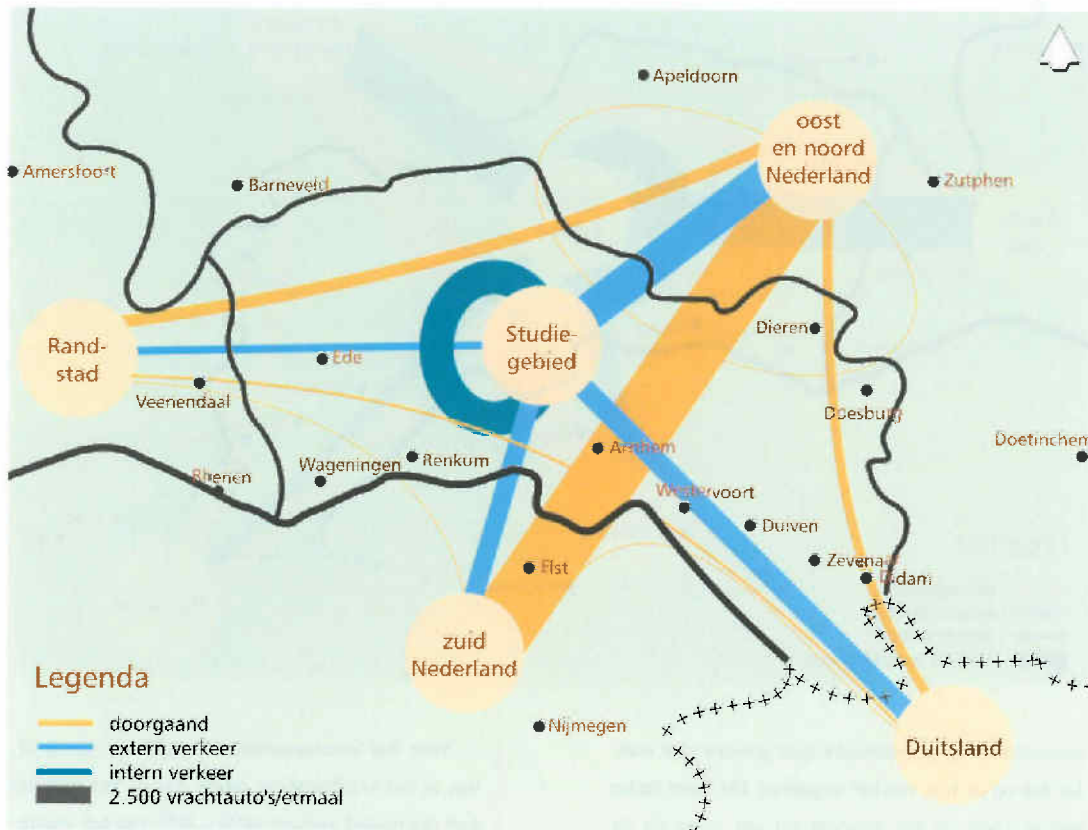 Apeldoorn
oost
en noord
Nederland
Amersfoort
Barneveld
Zutphen
Rand-
stad
Ede
Studie-
gebied
Dieren
Veenendaal
Doesburg
Arnhem
Doetinchem
Rhenen
Wageningen
Renkum
Westervoort
Duiven
Elst
Zevenaar
Didam
zuid
Nederland
Nijmegen
Duitsland
Legenda
doorgaand
extern verkeer
intern verkeer
2.500 vrachtauto's/etmaal